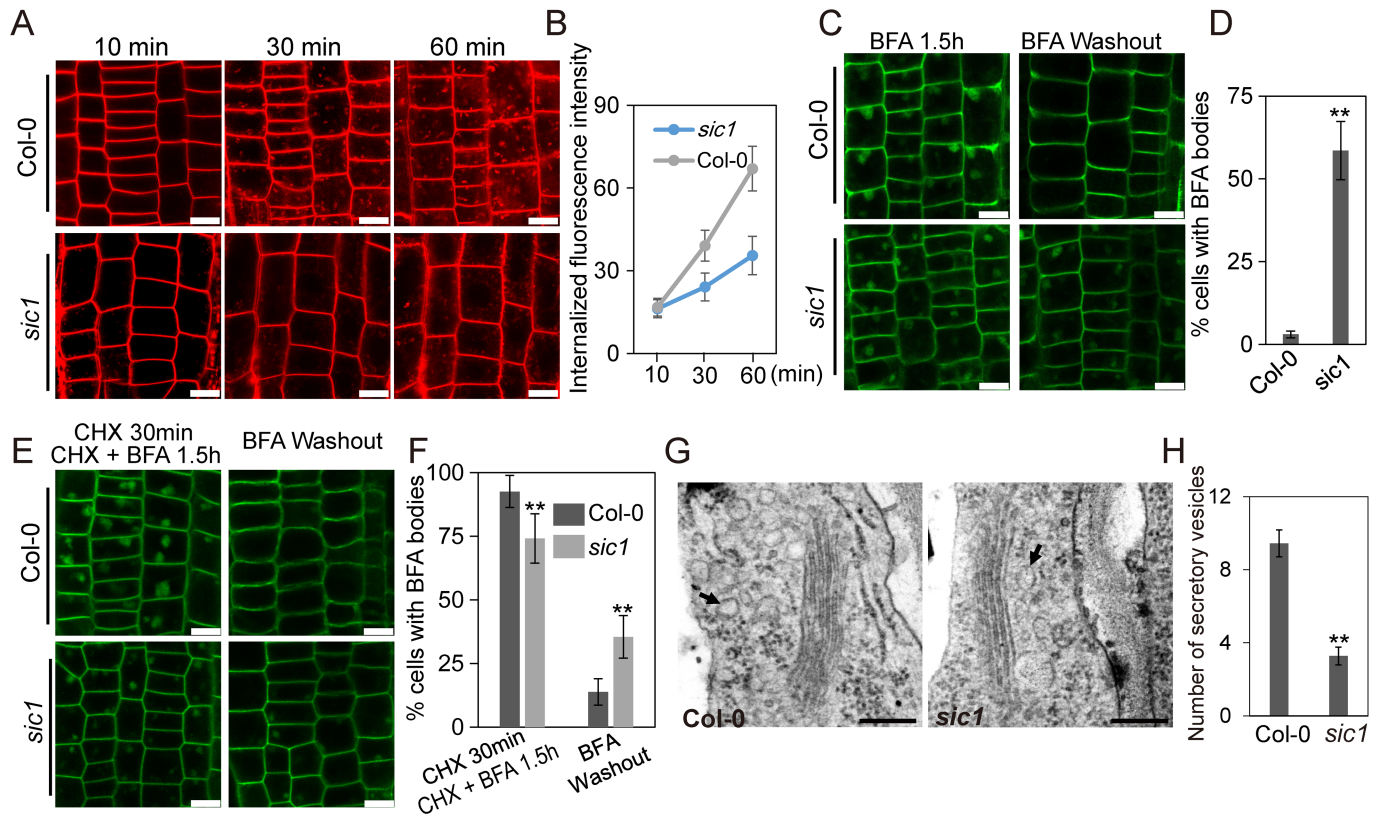 A
10 min
30 min
60 min
Col-0
sic1
B
Internalized fluorescence intensity
90
60
30
0
sic1
Col-0
10
30
60
(min)
C
BFA 1.5h
BFA Washout
Col-0
sic1
D
% cells with BFA bodies
75
50
25
0
**
Col-0
sic1
E
CHX 30min
CHX + BFA 1.5h
BFA Washout
Col-0
sic1
F
% cells with BFA bodies
100
75
50
25
0
**
**
Col-0
sic1
CHX 30min
CHX + BFA 1.5h
BFA
Washout
G
Col-0
sic1
H
Number of secretory vesicles
12
8
4
0
**
Col-0
sic1